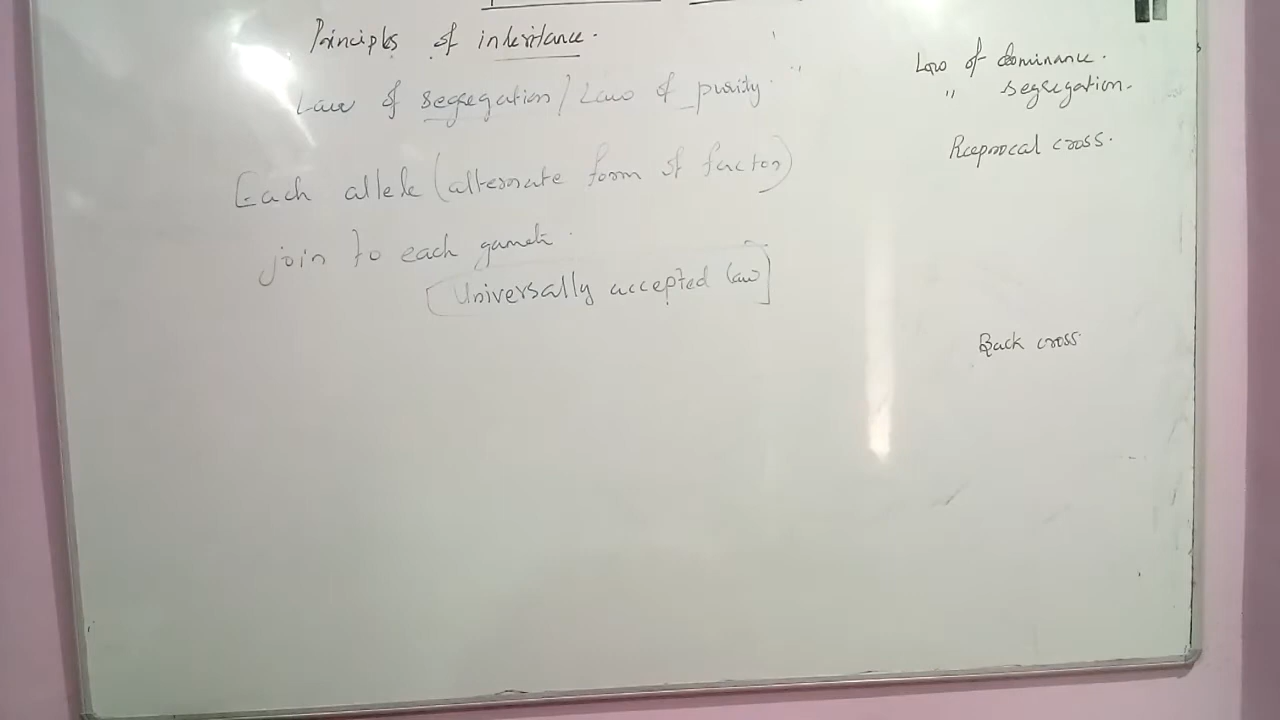 Principles of inheritance.
Law of segregation / Law of purity.
Each allele (alternate form of factor)
join to each gamete.
[Universally accepted law]
Law of dominance.
" segregation.
Reciprocal cross.
Back cross.